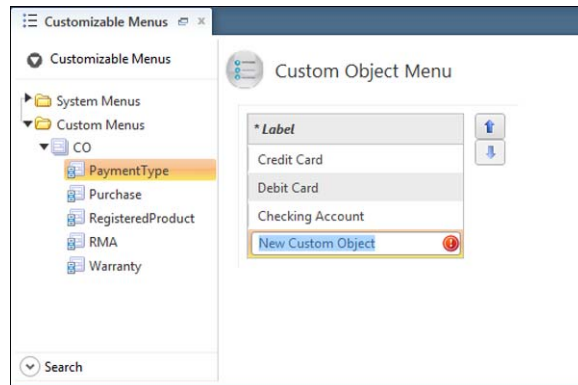 Customizable Menus
Customizable Menus
System Menus
Custom Menus
CO
PaymentType
Purchase
RegisteredProduct
RMA
Warranty
Search
Custom Object Menu
* Label
Credit Card
Debit Card
Checking Account
New Custom Object